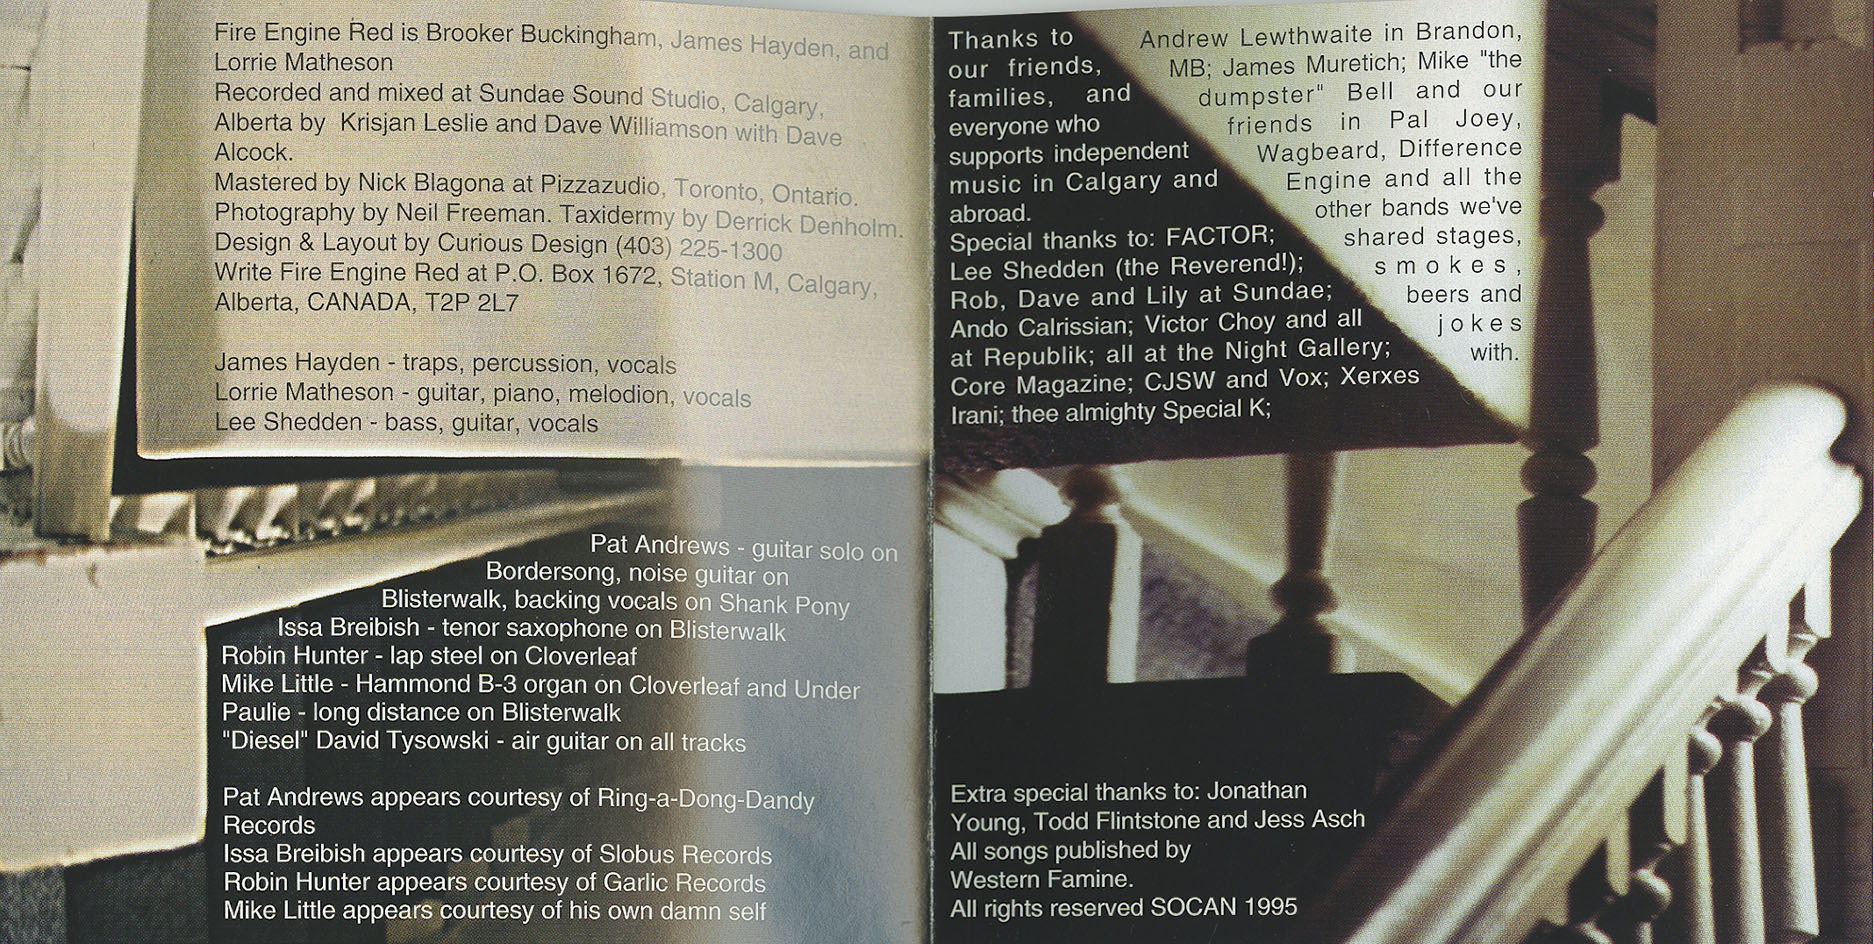 Fire Engine Red is Brooker Buckingham, James Hayden, and
Lorrie Matheson
Recorded and mixed at Sundae Sound Studio, Calgary,
Alberta by  Krisjan Leslie and Dave Williamson with Dave
Alcock.
Mastered by Nick Blagona at Pizzazudio, Toronto, Ontario.
Photography by Neil Freeman. Taxidermy by Derrick Denholm.
Design & Layout by Curious Design (403) 225-1300
Write Fire Engine Red at P.O. Box 1672, Station M, Calgary,
Alberta, CANADA, T2P 2L7
James Hayden - traps, percussion, vocals
Lorrie Matheson - guitar, piano, melodion, vocals
Lee Shedden - bass, guitar, vocals
Pat Andrews - guitar solo on
Bordersong, noise guitar on
Blisterwalk, backing vocals on Shank Pony
Issa Breibish - tenor saxophone on Blisterwalk
Robin Hunter - lap steel on Cloverleaf
Mike Little - Hammond B-3 organ on Cloverleaf and Under
Paulie - long distance on Blisterwalk
"Diesel" David Tysowski - air guitar on all tracks
Pat Andrews appears courtesy of Ring-a-Dong-Dandy
Records
Issa Breibish appears courtesy of Slobus Records
Robin Hunter appears courtesy of Garlic Records
Mike Little appears courtesy of his own damn self
Thanks to
our friends,
families, and
everyone who
supports independent
music in Calgary and
abroad.
Special thanks to: FACTOR;
Lee Shedden (the Reverend!);
Rob, Dave and Lily at Sundae;
Ando Calrissian; Victor Choy and all
at Republik; all at the Night Gallery;
Core Magazine; CJSW and Vox; Xerxes
Irani; thee almighty Special K;
Andrew Lewthwaite in Brandon,
MB; James Muretich; Mike "the
dumpster" Bell and our
friends in Pal Joey,
Wagbeard, Difference
Engine and all the
other bands we've
shared stages,
smokes,
beers and
jokes
with.
Extra special thanks to: Jonathan
Young, Todd Flintstone and Jess Asch
All songs published by
Western Famine.
All rights reserved SOCAN 1995